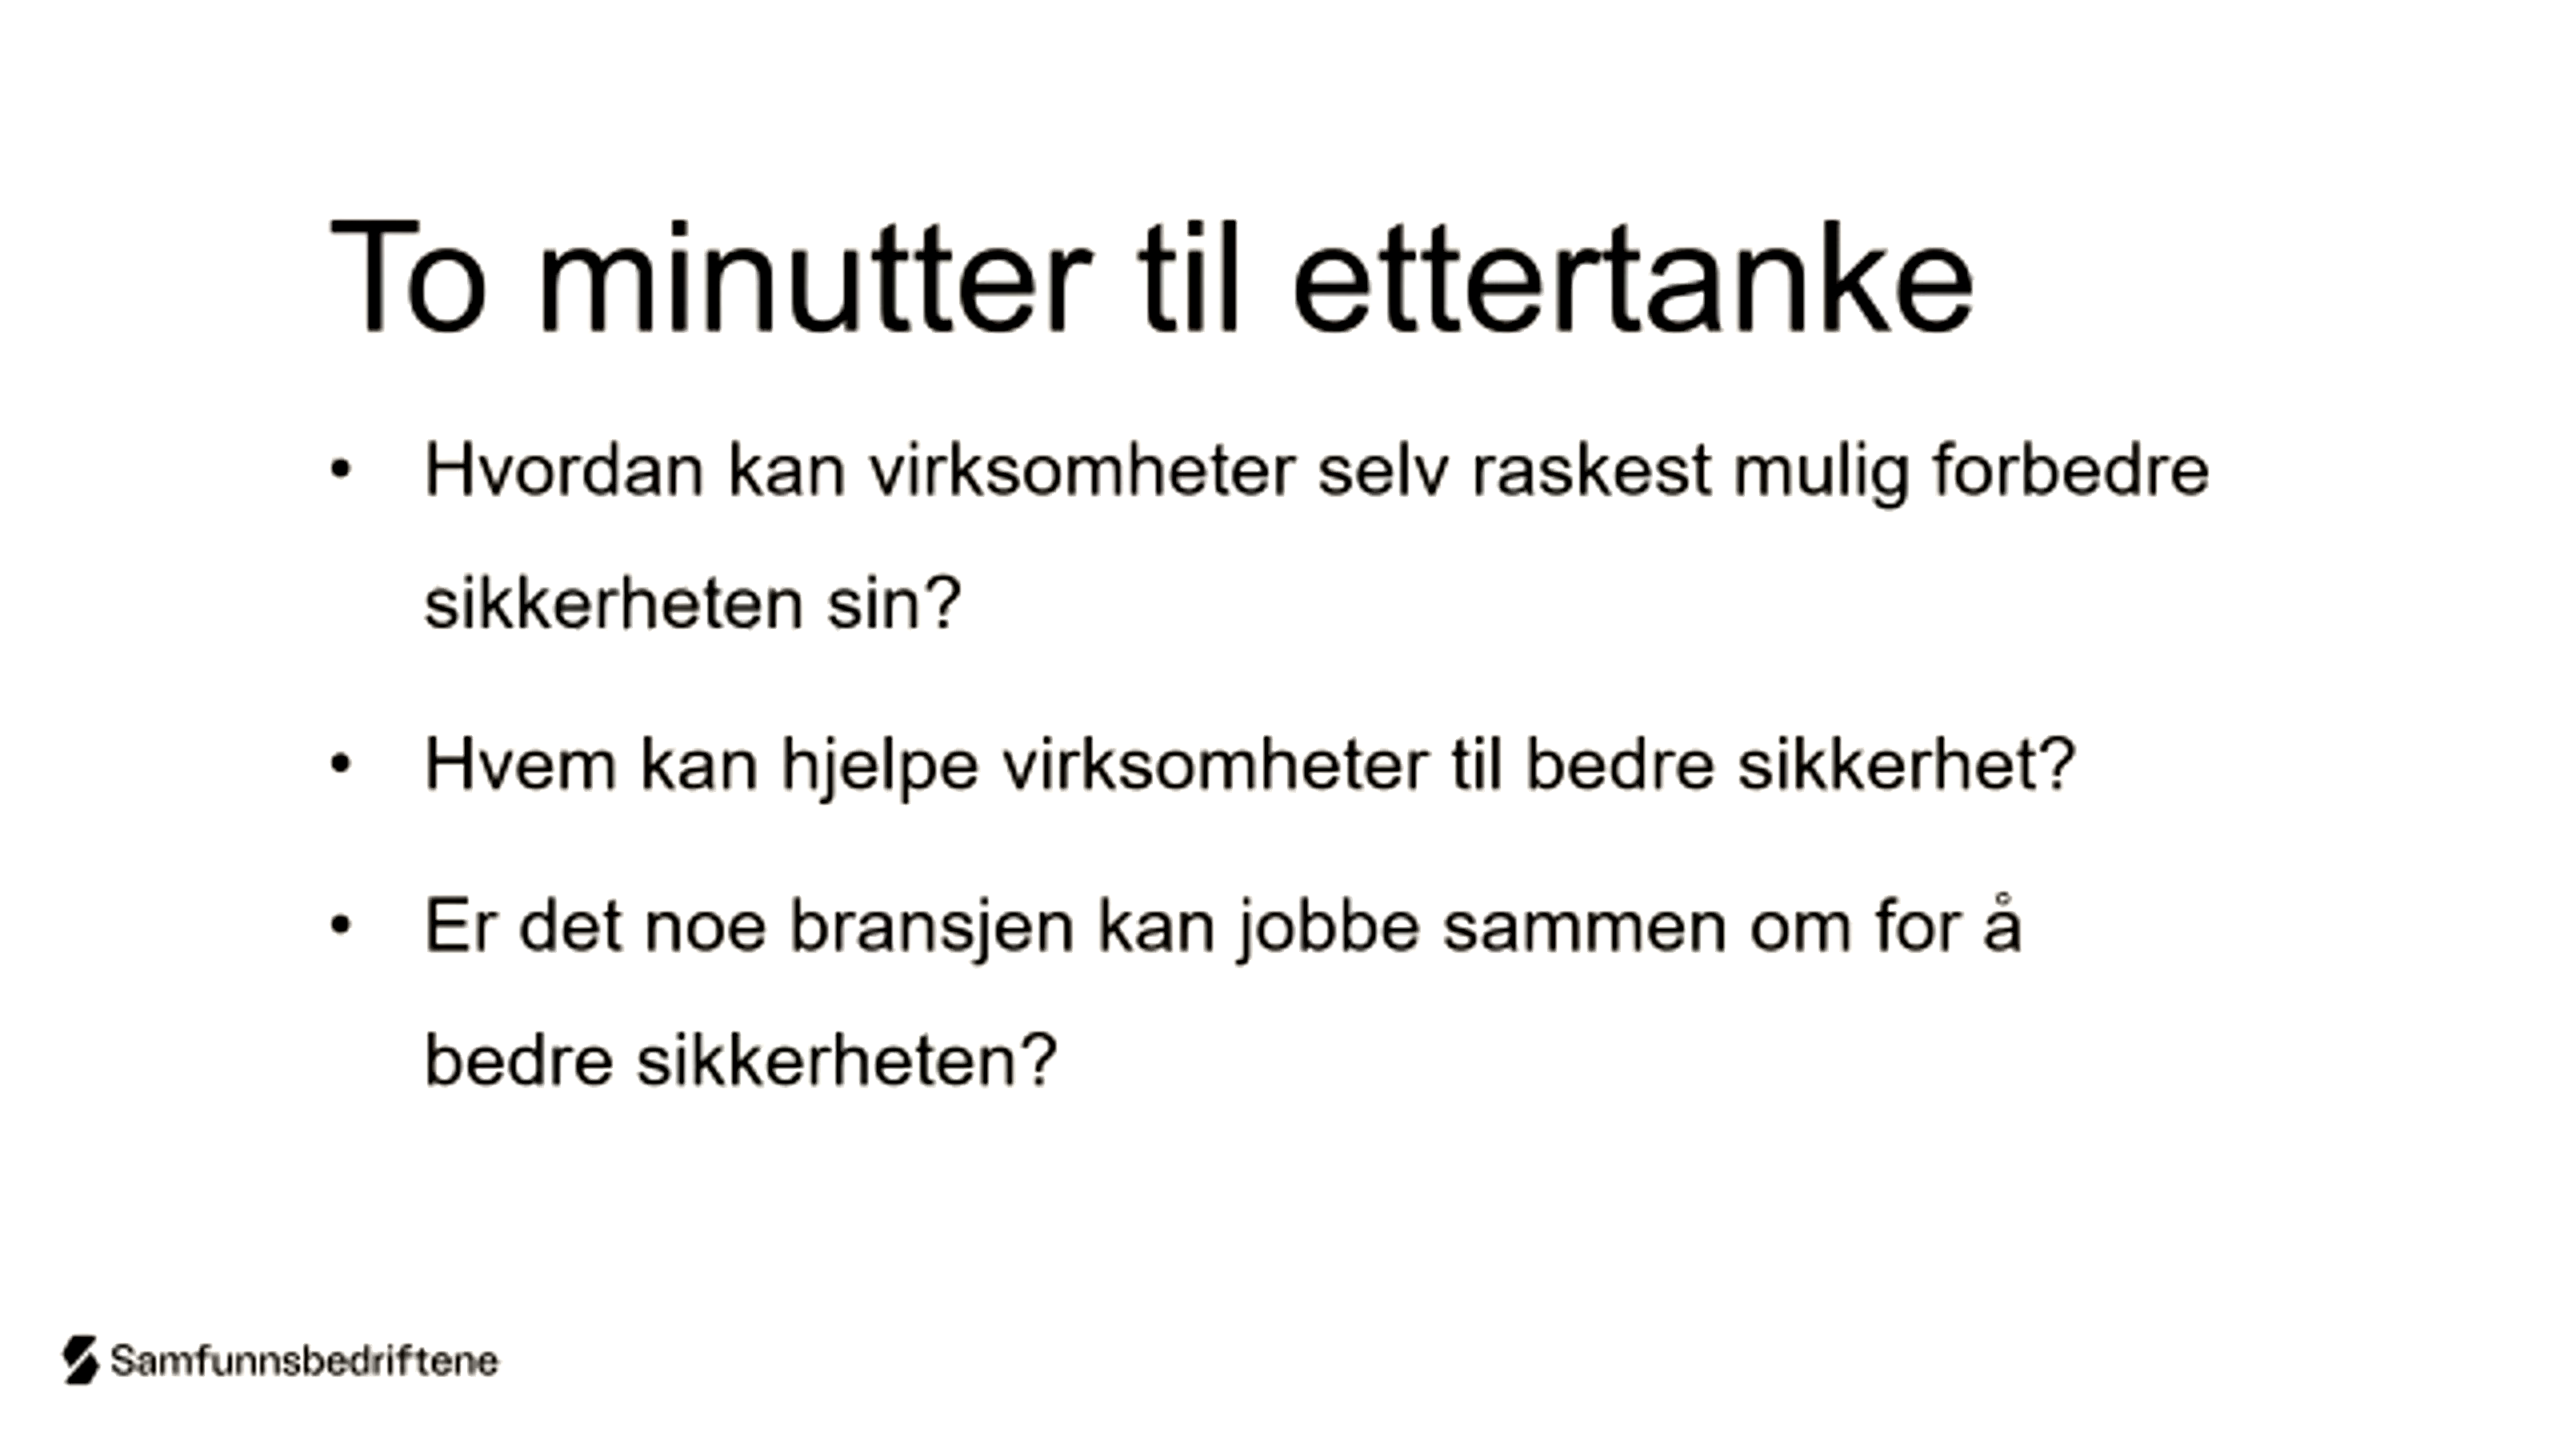 To minutter til ettertanke
• Hvordan kan virksomheter selv raskest mulig forbedre
sikkerheten sin?
• Hvem kan hjelpe virksomheter til bedre sikkerhet?
• Er det noe bransjen kan jobbe sammen om for å
bedre sikkerheten?
Samfunnsbedriftene